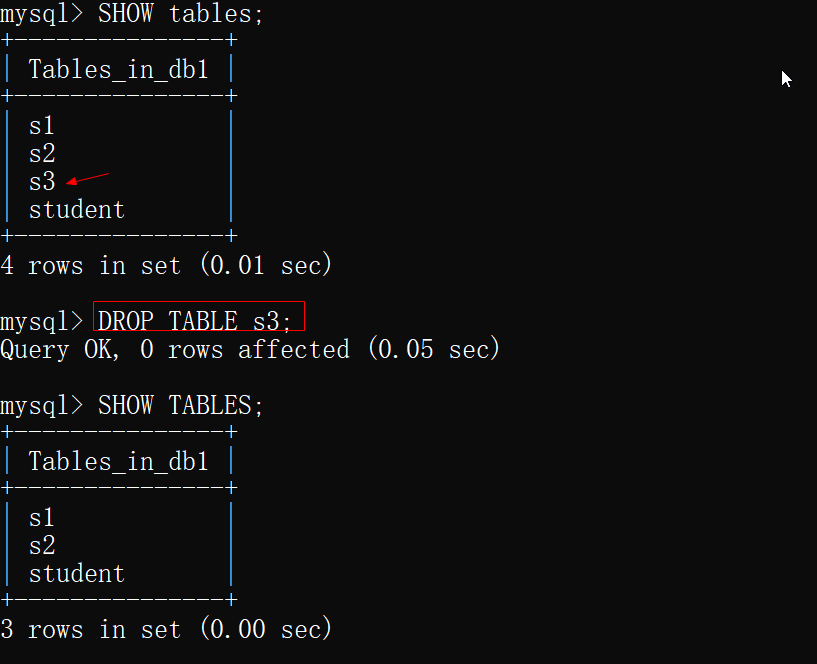 mysql> SHOW tables;
+---------------+
| Tables_in_db1 |
+---------------+
| s1            |
| s2            |
| s3            |
| student       |
+---------------+
4 rows in set (0.01 sec)
mysql> DROP TABLE s3;
Query OK, 0 rows affected (0.05 sec)
mysql> SHOW TABLES;
+---------------+
| Tables_in_db1 |
+---------------+
| s1            |
| s2            |
| student       |
+---------------+
3 rows in set (0.00 sec)